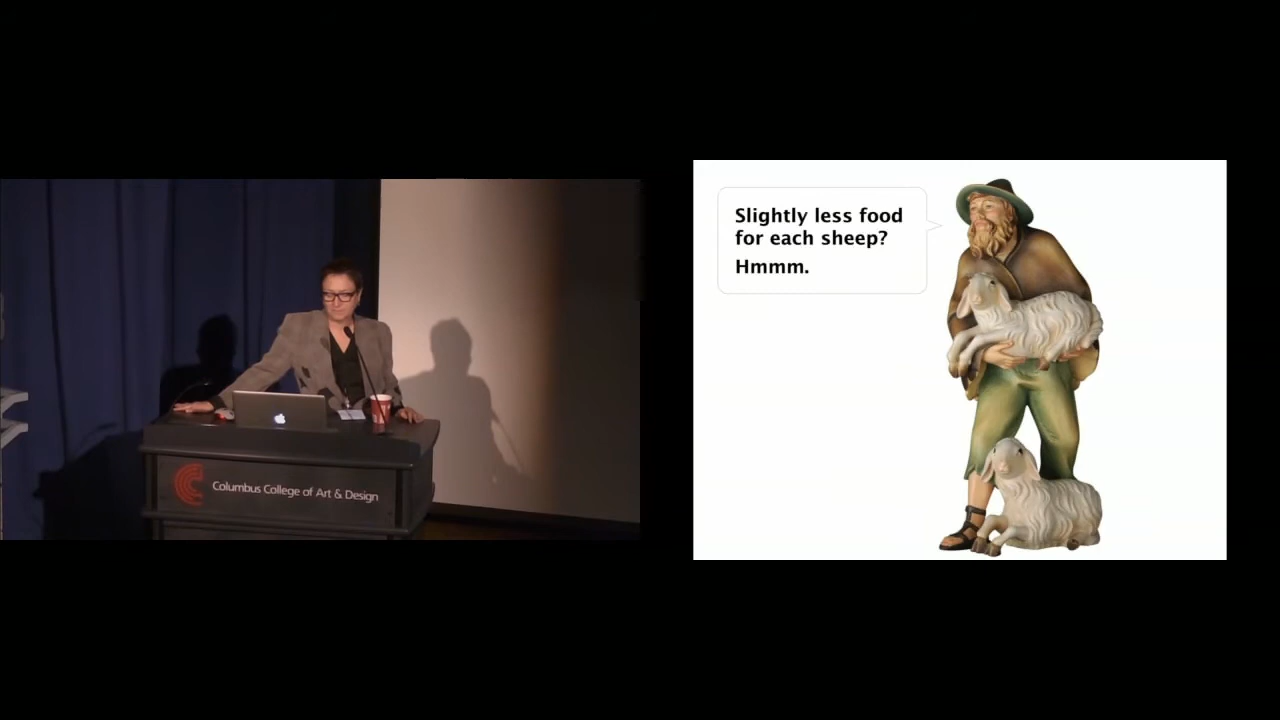 Columbus College of Art & Design
Slightly less food
for each sheep?
Hmmm.